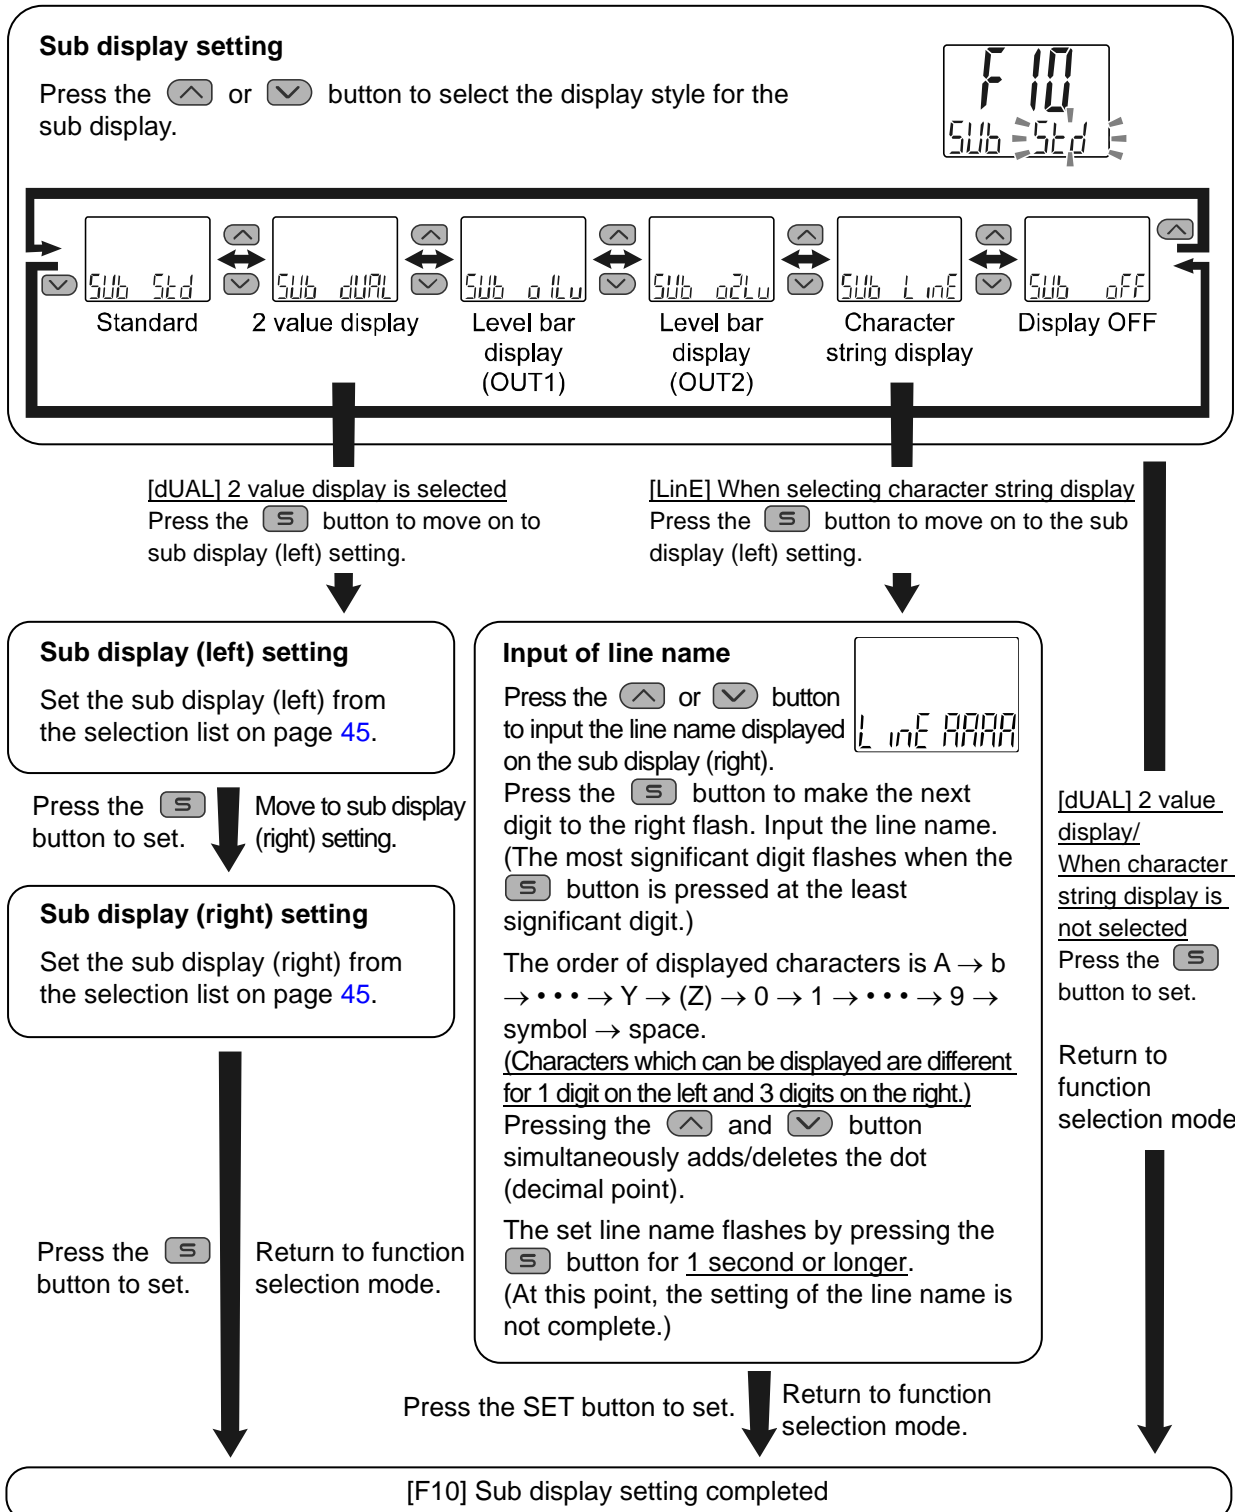 Sub display setting
Press the or button to select the display style for the
sub display.
F 10
SUb Std
SUb Std
SUb dUAL
SUb o1Lv
SUb o2Lv
SUb LinE
SUb oFF
Standard
2 value display
Level bar
display
(OUT1)
Level bar
display
(OUT2)
Character
string display
Display OFF
[dUAL] 2 value display is selected
Press the S button to move on to
sub display (left) setting.
[LinE] When selecting character string display
Press the S button to move on to the sub
display (left) setting.
Sub display (left) setting
Set the sub display (left) from
the selection list on page 45.
Press the S
button to set.
Move to sub display
(right) setting.
Sub display (right) setting
Set the sub display (right) from
the selection list on page 45.
Press the S
button to set.
Return to function
selection mode.
Input of line name
Press the or button
to input the line name displayed
on the sub display (right).
LinE AAAA
Press the S button to make the next
digit to the right flash. Input the line name.
(The most significant digit flashes when the
S button is pressed at the least
significant digit.)
The order of displayed characters is A → b
→ • • • → Y → (Z) → 0 → 1 → • • • → 9 →
symbol → space.
(Characters which can be displayed are different
for 1 digit on the left and 3 digits on the right.)
Pressing the and button
simultaneously adds/deletes the dot
(decimal point).
The set line name flashes by pressing the
S button for 1 second or longer.
(At this point, the setting of the line name is
not complete.)
Press the SET button to set.
Return to function
selection mode.
[dUAL] 2 value
display/
When character
string display is
not selected
Press the S
button to set.
Return to
function
selection mode
[F10] Sub display setting completed